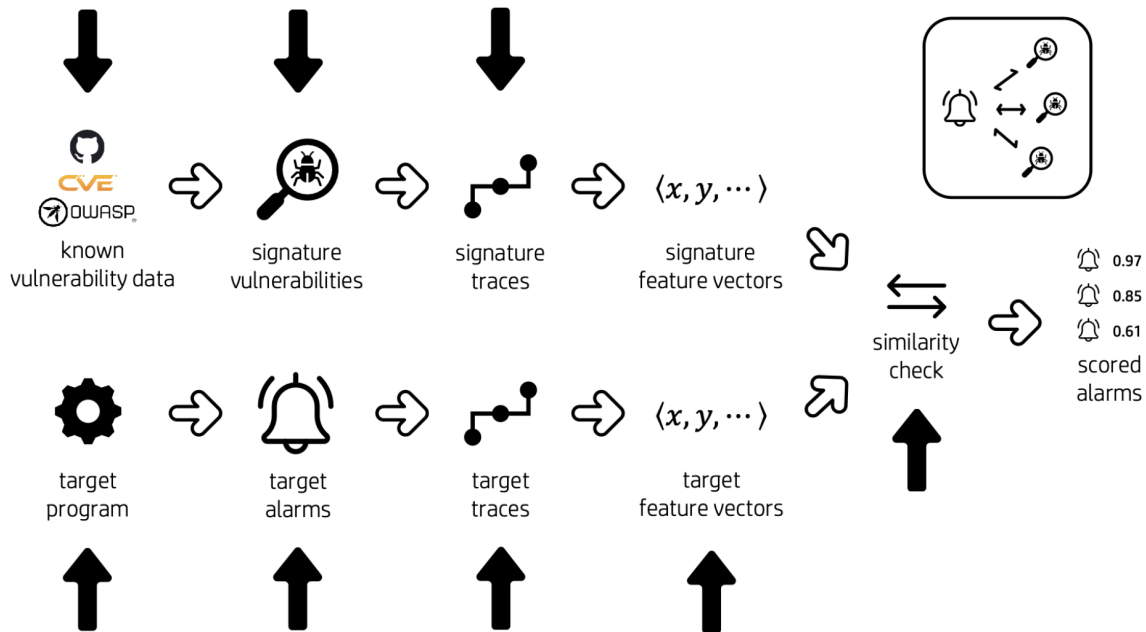 CVE
OWASP
known
vulnerability data
signature
vulnerabilities
signature
traces
⟨x, y, ⋯⟩
signature
feature vectors
similarity
check
0.97
0.85
0.61
scored
alarms
target
program
target
alarms
target
traces
⟨x, y, ⋯⟩
target
feature vectors